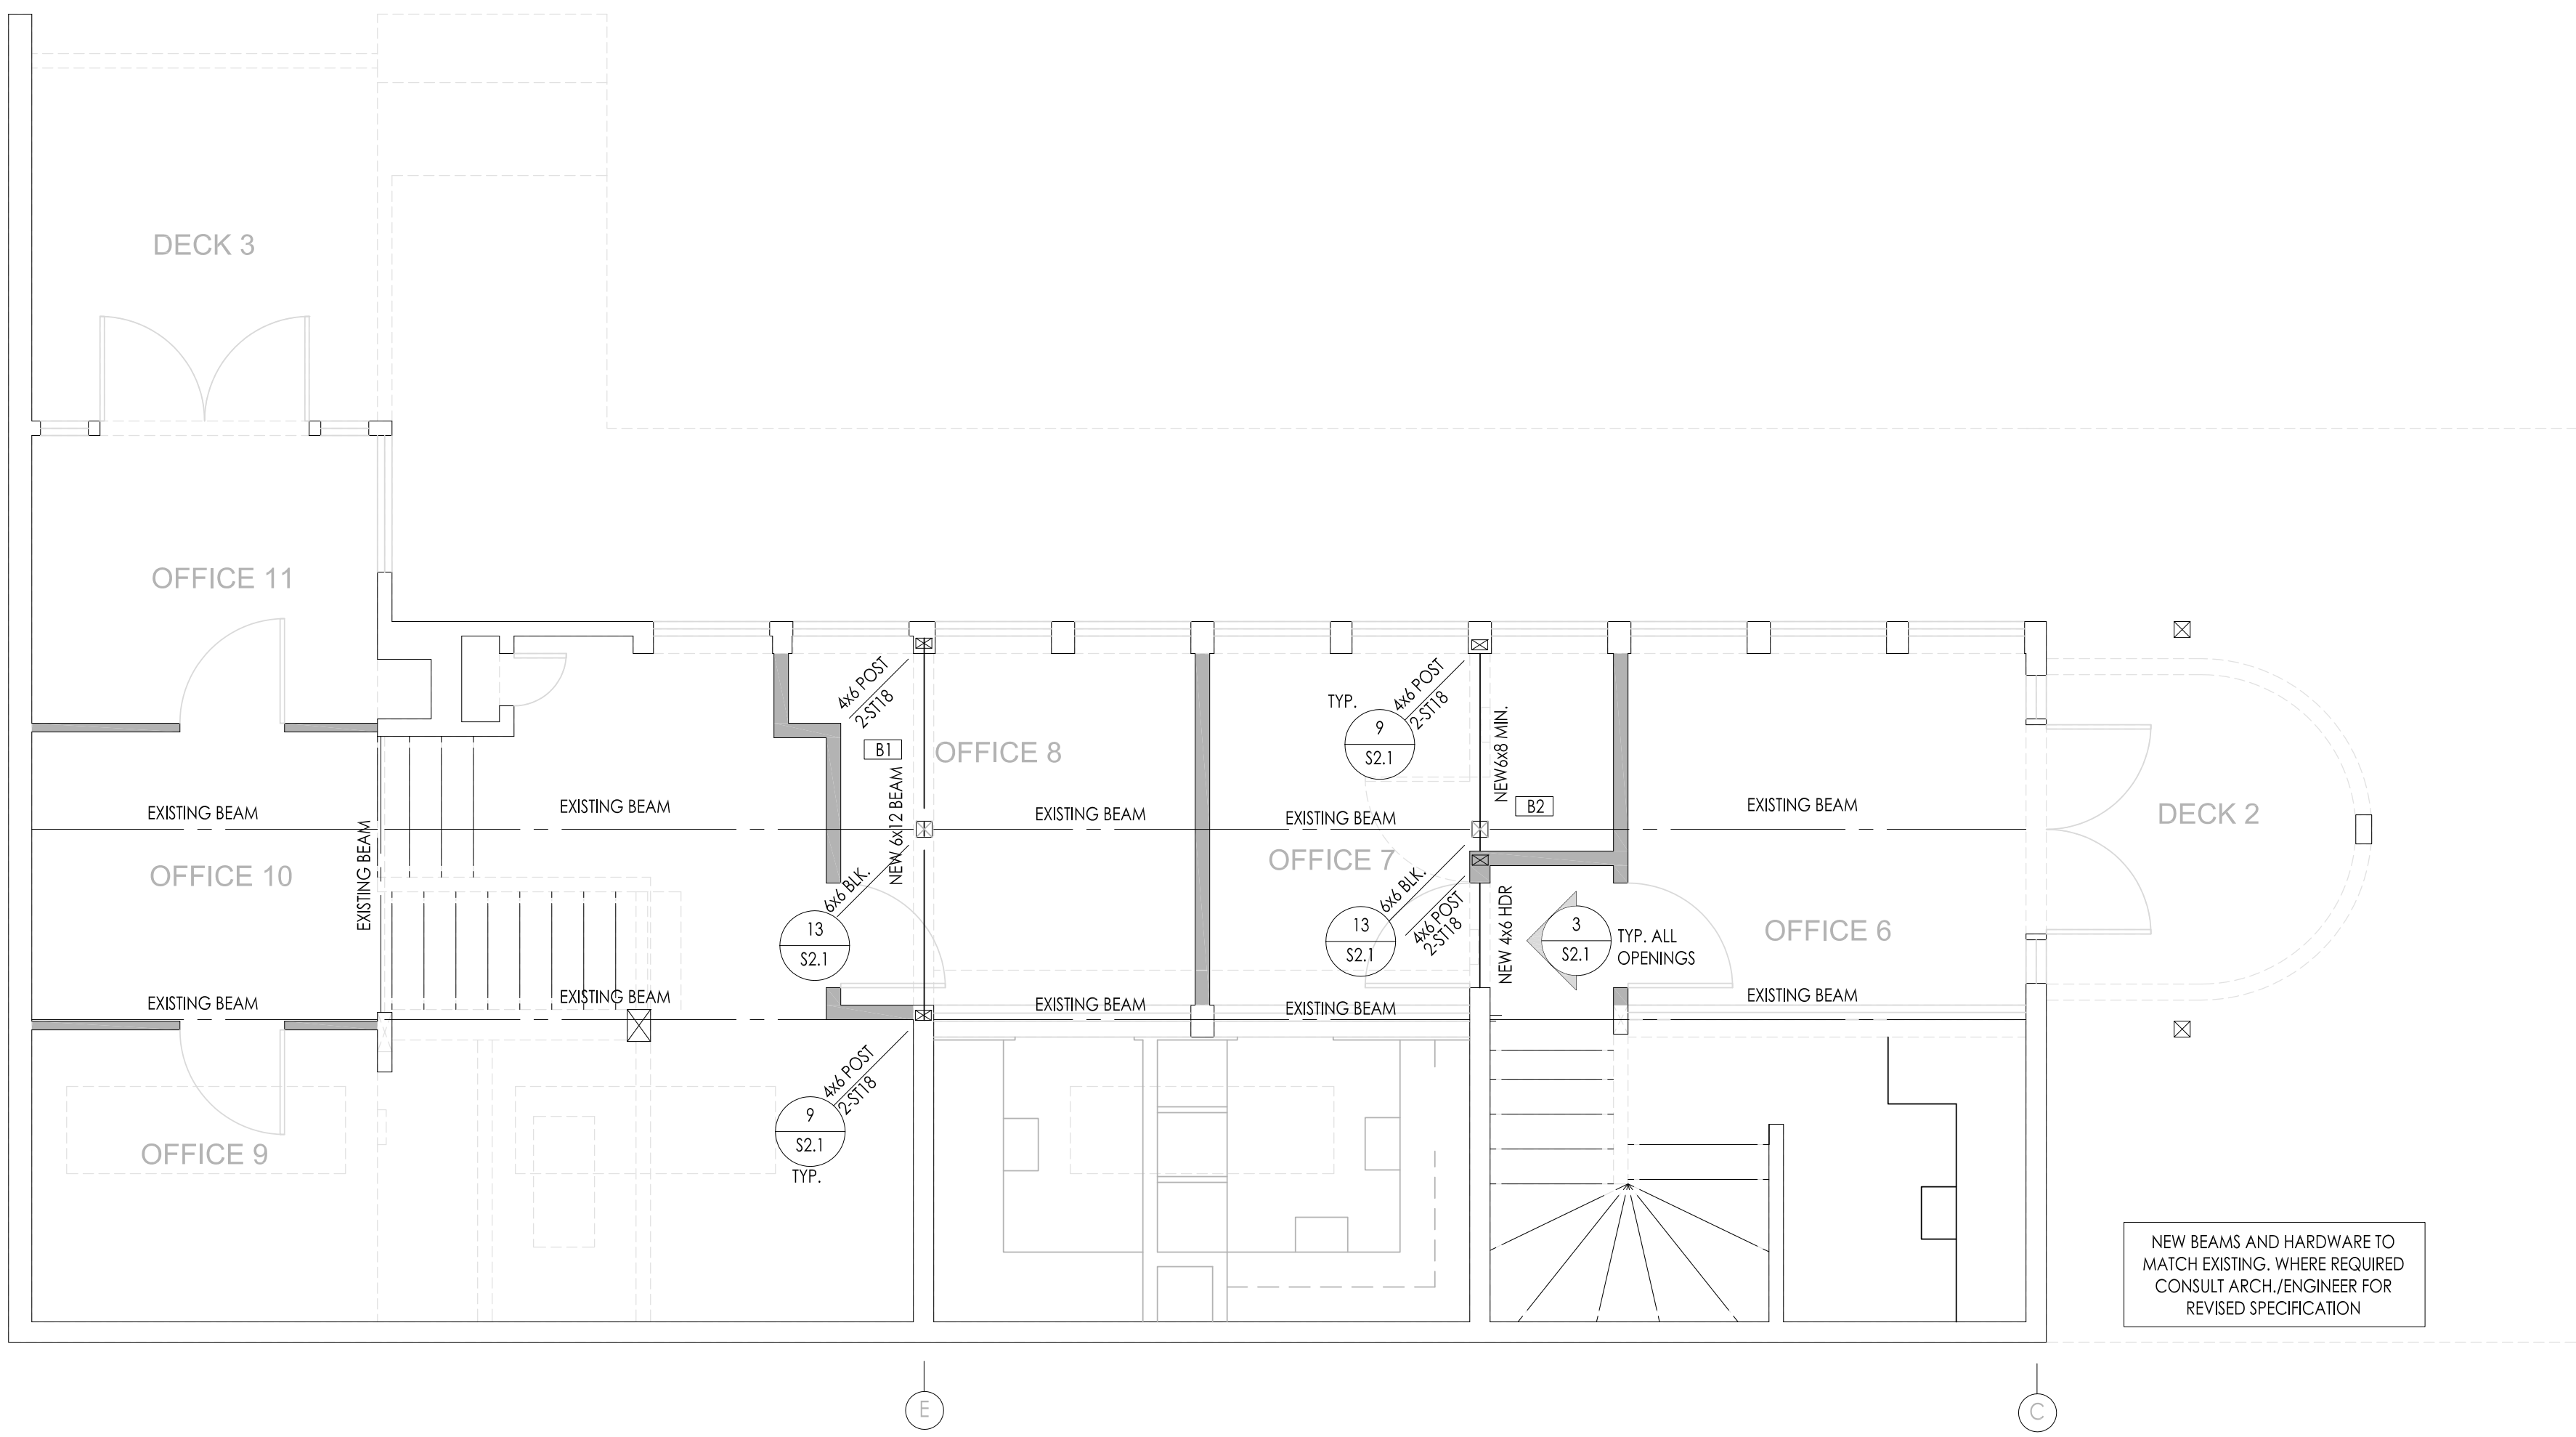 DECK 3
OFFICE 11
4x6 POST
2-ST18
TYP.
9
S2.1
4x6 POST
2-ST18
B1
OFFICE 8
NEW 6x12 BEAM
NEW6x8 MIN.
B2
EXISTING BEAM
EXISTING BEAM
EXISTING BEAM
EXISTING BEAM
EXISTING BEAM
DECK 2
EXISTING BEAM
OFFICE 10
OFFICE 7
6x6 BLK.
13
S2.1
6x6 BLK.
13
S2.1
4x6 POST
2-ST18
NEW 4x6 HDR
3
S2.1
TYP. ALL
OPENINGS
OFFICE 6
EXISTING BEAM
EXISTING BEAM
EXISTING BEAM
EXISTING BEAM
EXISTING BEAM
4x6 POST
2-ST18
9
S2.1
TYP.
OFFICE 9
NEW BEAMS AND HARDWARE TO
MATCH EXISTING. WHERE REQUIRED
CONSULT ARCH./ENGINEER FOR
REVISED SPECIFICATION
E
C